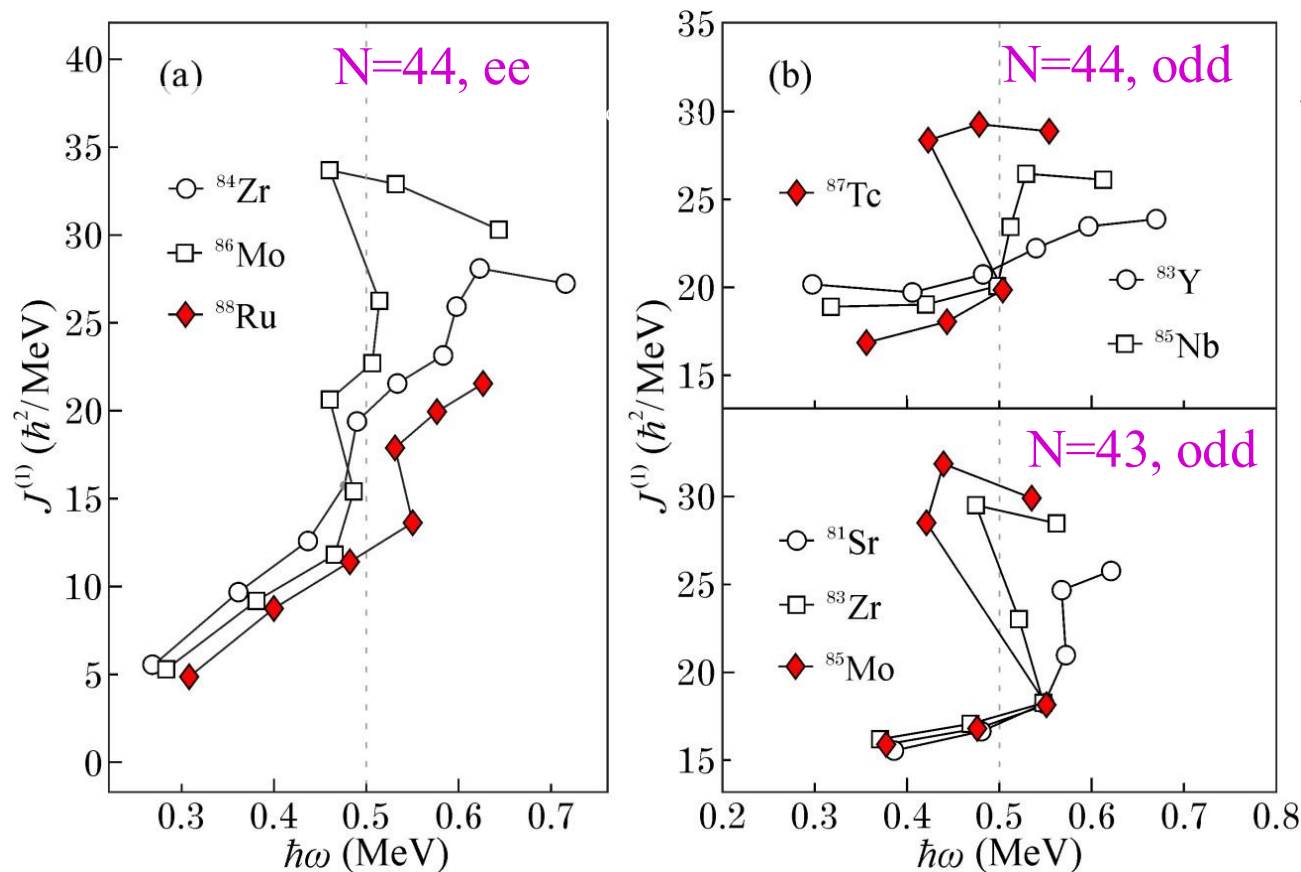 (a)
N=44, ee
40
35
30
25
20
15
10
5
0
⁸⁴Zr
⁸⁶Mo
⁸⁸Ru
J⁽¹⁾ (ℏ²/MeV)
0.3 0.4 0.5 0.6 0.7
ℏω (MeV)
(b)
N=44, odd
35
30
25
20
15
⁸⁷Tc
⁸³Y
⁸⁵Nb
N=43, odd
30
25
20
15
⁸¹Sr
⁸³Zr
⁸⁵Mo
J⁽¹⁾ (ℏ²/MeV)
0.2 0.3 0.4 0.5 0.6 0.7 0.8
ℏω (MeV)